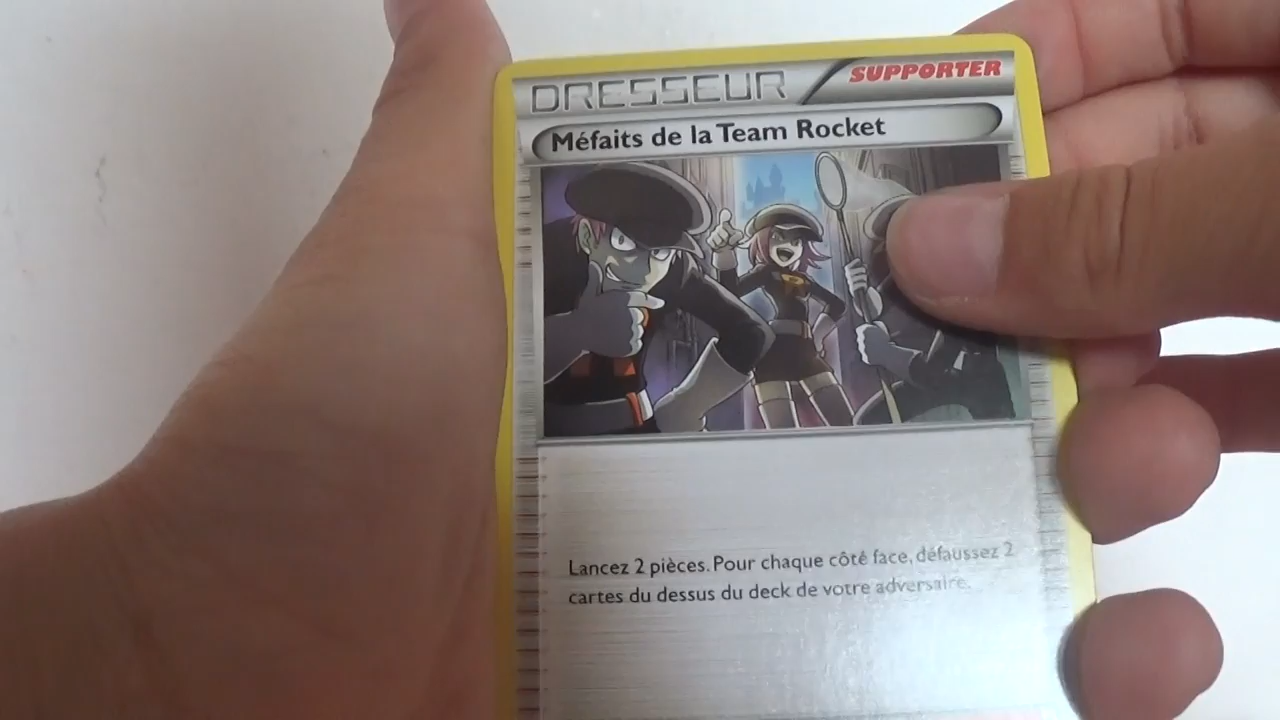 DRESSEUR SUPPORTER
Méfaits de la Team Rocket
Lancez 2 pièces. Pour chaque côté face, défaussez 2
cartes du dessus du deck de votre adversaire.